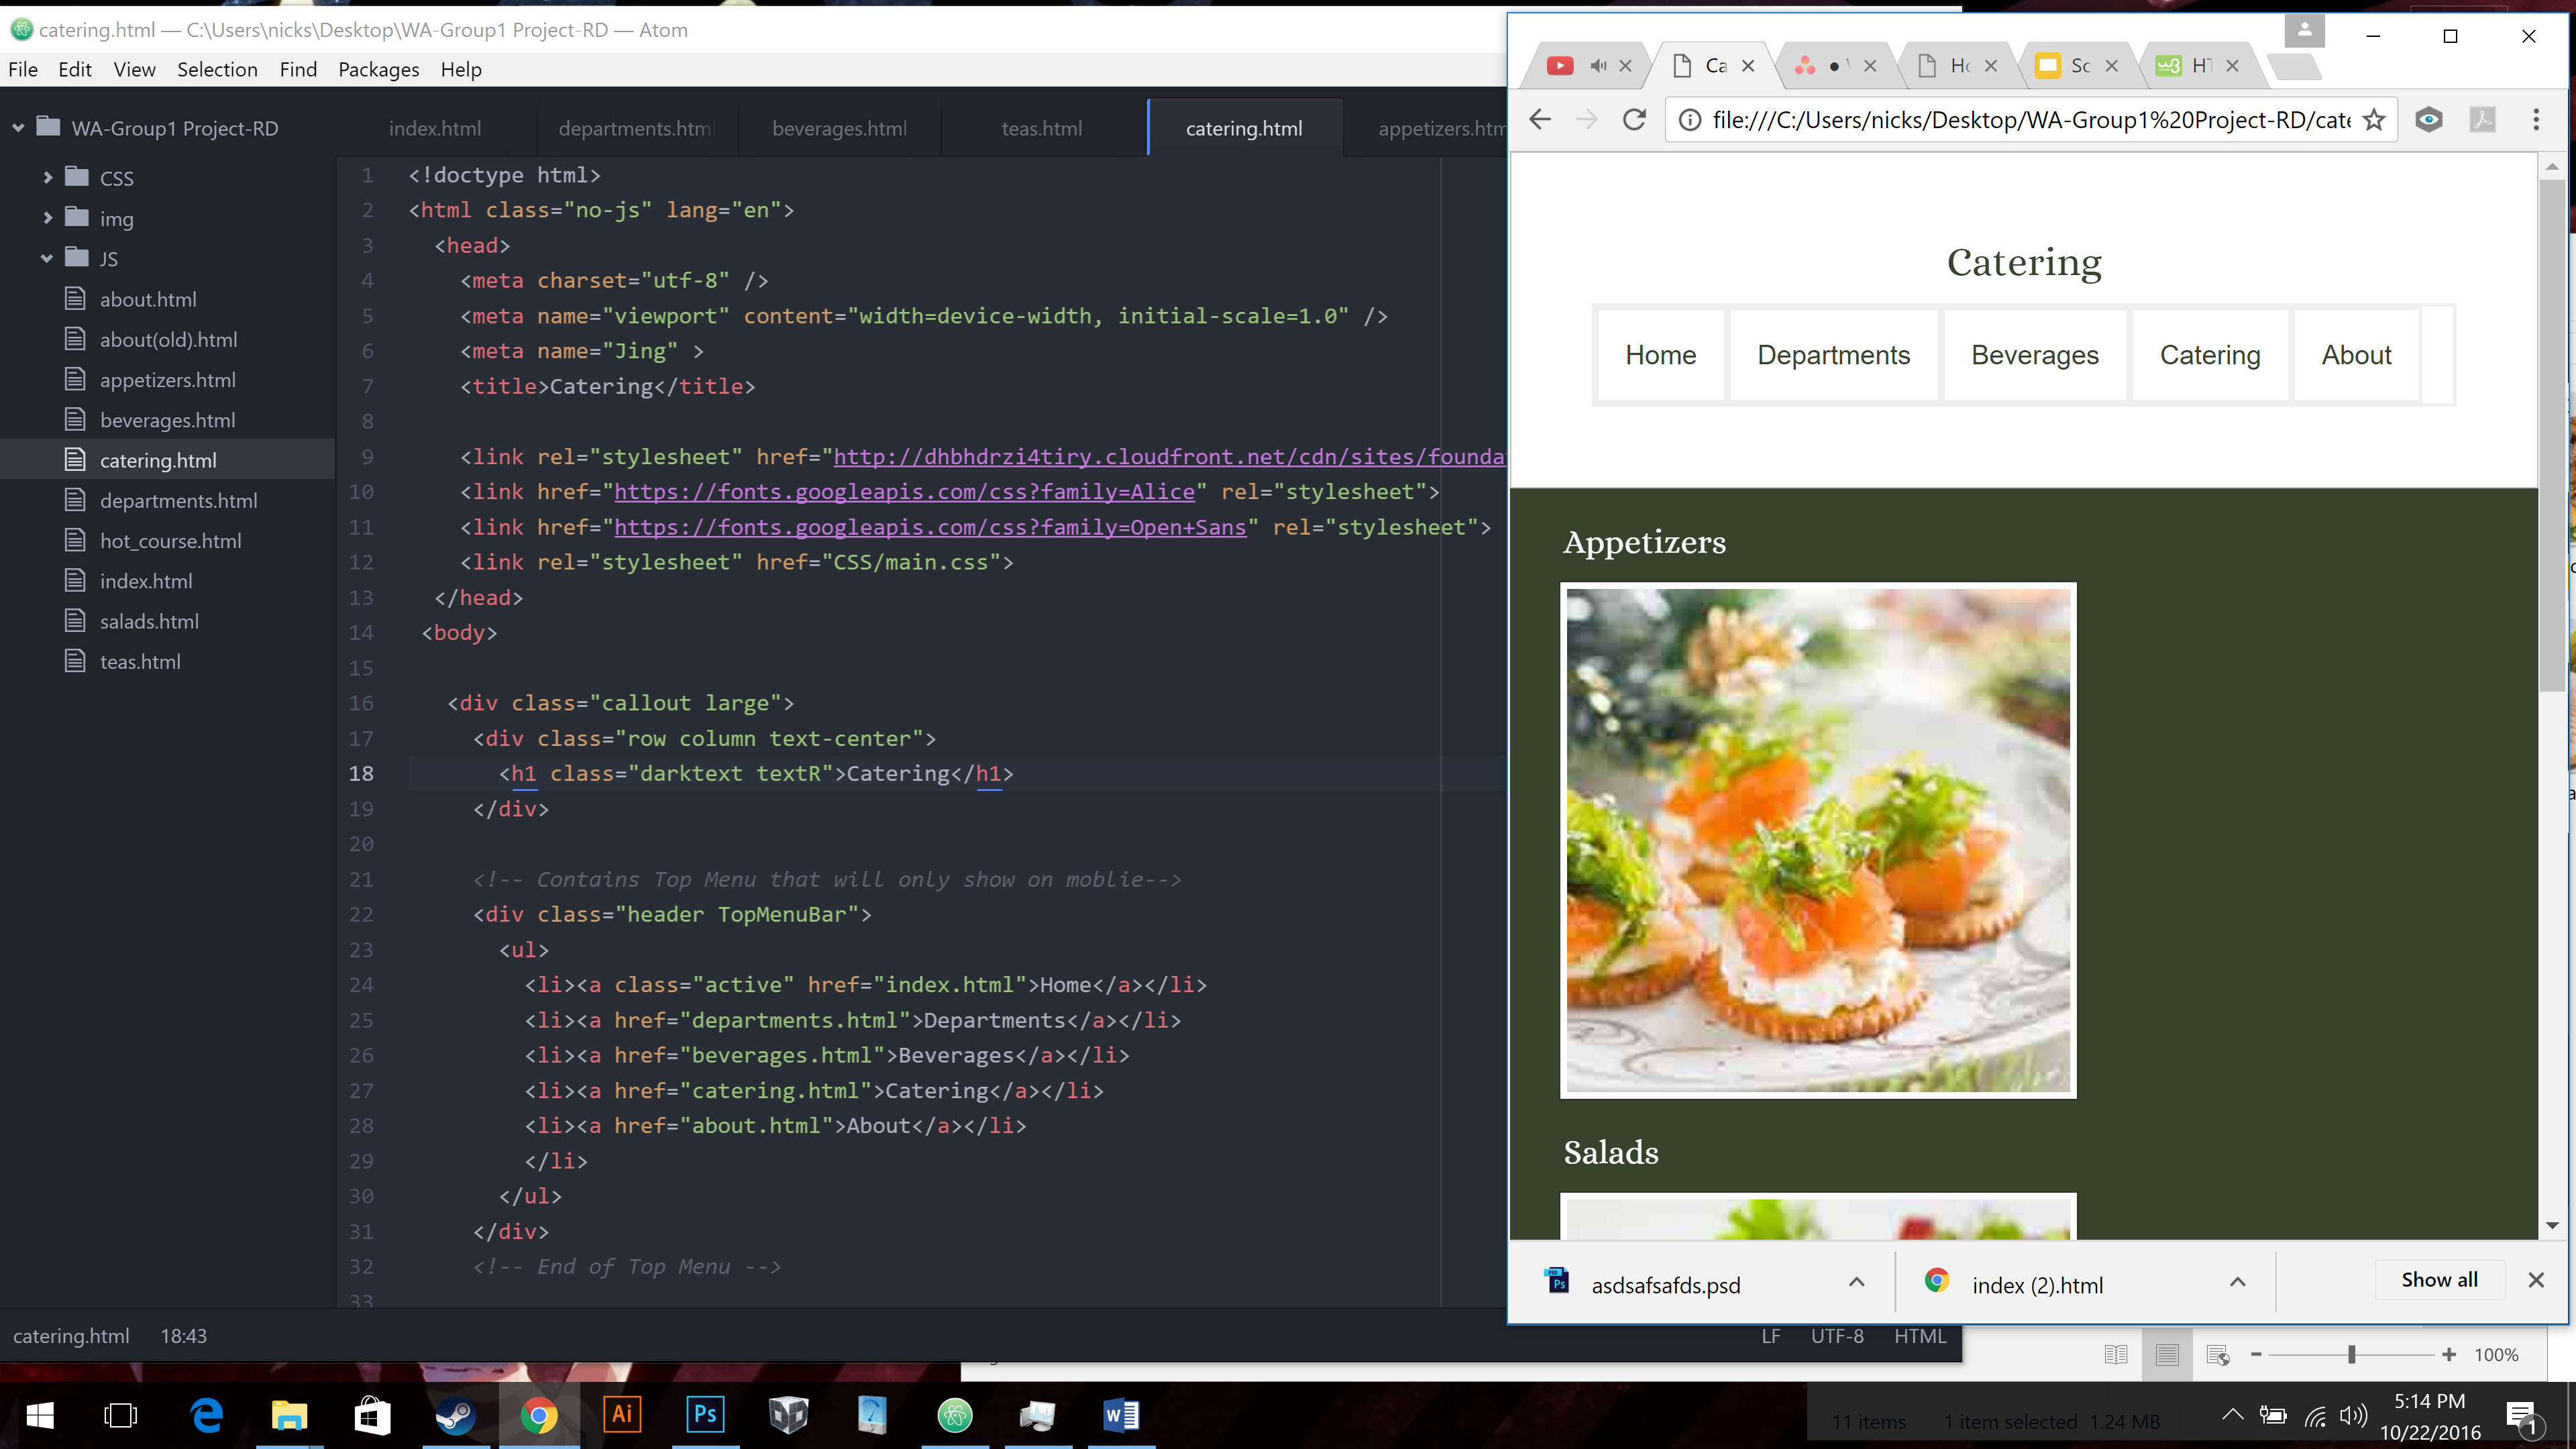 catering.html — C:\Users\nicks\Desktop\WA-Group1 Project-RD — Atom
File Edit View Selection Find Packages Help
WA-Group1 Project-RD
CSS
img
JS
about.html
about(old).html
appetizers.html
beverages.html
catering.html
departments.html
hot_course.html
index.html
salads.html
teas.html
index.html departments.html beverages.html teas.html catering.html appetizers.htm
1 <!doctype html>
2 <html class="no-js" lang="en">
3 <head>
4 <meta charset="utf-8" />
5 <meta name="viewport" content="width=device-width, initial-scale=1.0" />
6 <meta name="Jing" >
7 <title>Catering</title>
8
9 <link rel="stylesheet" href="http://dhbhdrzi4tiry.cloudfront.net/cdn/sites/founda
10 <link href="https://fonts.googleapis.com/css?family=Alice" rel="stylesheet">
11 <link href="https://fonts.googleapis.com/css?family=Open+Sans" rel="stylesheet">
12 <link rel="stylesheet" href="CSS/main.css">
13 </head>
14 <body>
15
16 <div class="callout large">
17 <div class="row column text-center">
18 <h1 class="darktext textR">Catering</h1>
19 </div>
20
21 <!-- Contains Top Menu that will only show on moblie-->
22 <div class="header TopMenuBar">
23 <ul>
24 <li><a class="active" href="index.html">Home</a></li>
25 <li><a href="departments.html">Departments</a></li>
26 <li><a href="beverages.html">Beverages</a></li>
27 <li><a href="catering.html">Catering</a></li>
28 <li><a href="about.html">About</a></li>
29 </li>
30 </ul>
31 </div>
32 <!-- End of Top Menu -->
33
catering.html 18:43
LF UTF-8 HTML
Ca Sc
file:///C:/Users/nicks/Desktop/WA-Group1%20Project-RD/cate
Catering
Home Departments Beverages Catering About
Appetizers
Salads
asdsafsafds.psd index (2).html Show all
100%
Ai Ps
11 items 1 item selected 1.24 MB
5:14 PM
10/22/2016
1